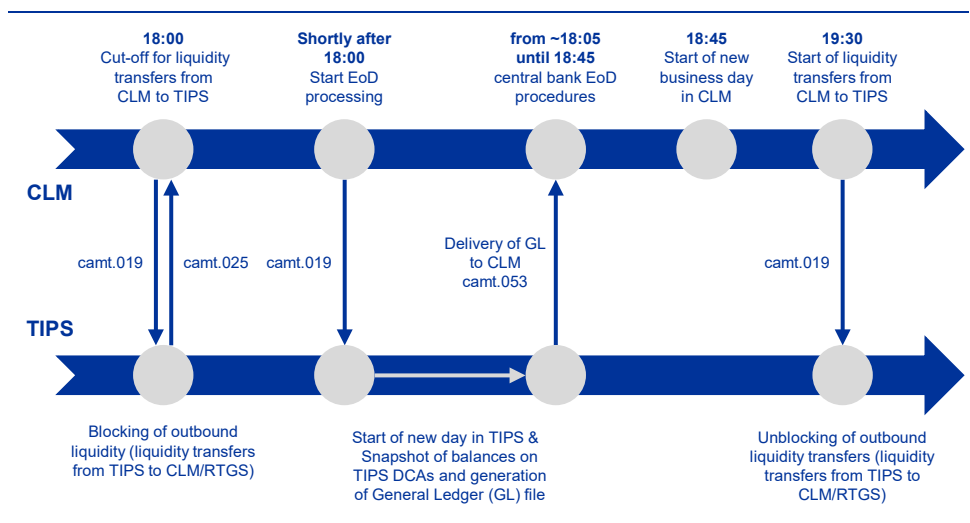 18:00
Cut-off for liquidity
transfers from
CLM to TIPS
Shortly after
18:00
Start EoD
processing
from ~18:05
until 18:45
central bank EoD
procedures
18:45
Start of new
business day
in CLM
19:30
Start of liquidity
transfers from
CLM to TIPS
CLM
camt.019
camt.025
camt.019
Delivery of GL
to CLM
camt.053
camt.019
TIPS
Blocking of outbound
liquidity (liquidity transfers
from TIPS to CLM/RTGS)
Start of new day in TIPS &
Snapshot of balances on
TIPS DCAs and generation
of General Ledger (GL) file
Unblocking of outbound
liquidity transfers (liquidity
transfers from TIPS to
CLM/RTGS)